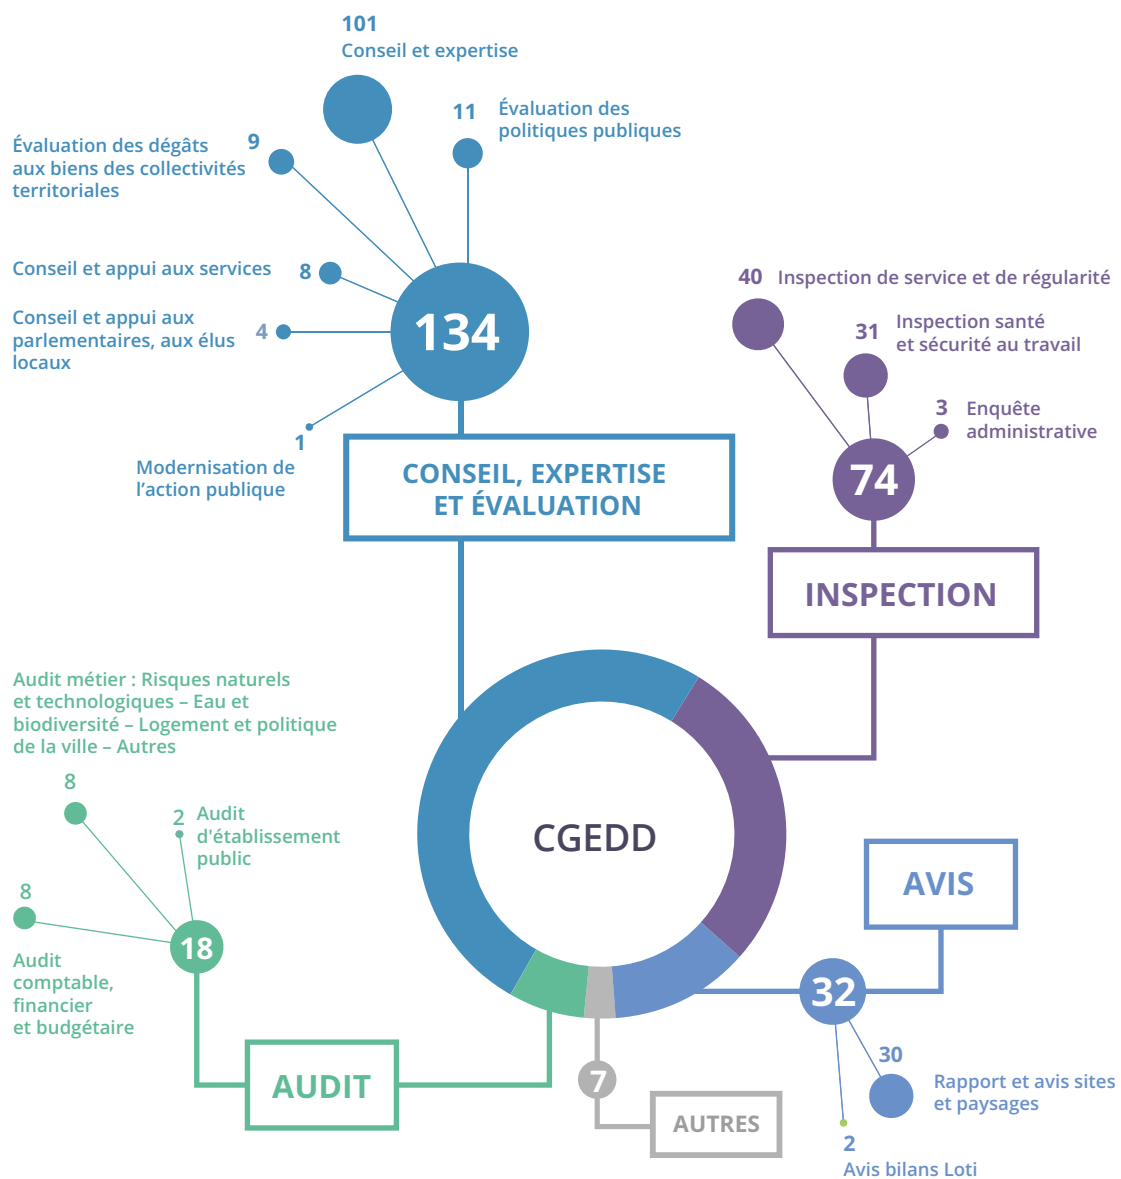 101
Conseil et expertise
11
Évaluation des
politiques publiques
9
Évaluation des dégâts
aux biens des collectivités
territoriales
Conseil et appui aux services
8
Conseil et appui aux
parlementaires, aux élus
locaux
4
134
1
Modernisation de
l’action publique
CONSEIL, EXPERTISE
ET ÉVALUATION
40 Inspection de service et de régularité
31
Inspection santé
et sécurité au travail
3
Enquête
administrative
74
INSPECTION
Audit métier : Risques naturels
et technologiques – Eau et
biodiversité – Logement et politique
de la ville – Autres
8
2
Audit
d'établissement
public
8
18
Audit
comptable,
financier
et budgétaire
AUDIT
CGEDD
AVIS
32
30
Rapport et avis sites
et paysages
2
Avis bilans Loti
7
AUTRES